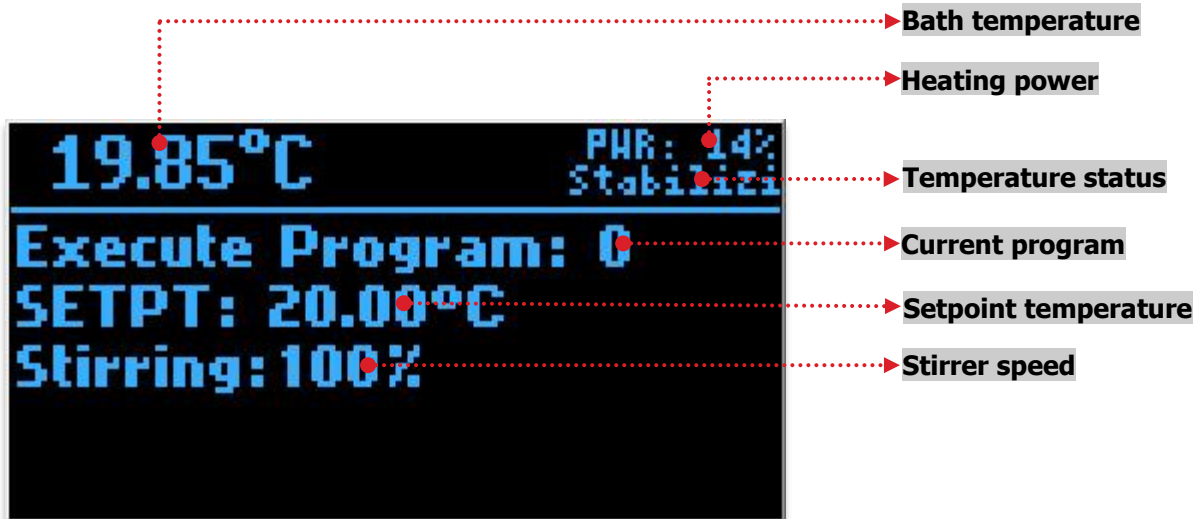 Bath temperature
Heating power
19.85°C
PWR: 14%
Stabilizi
Temperature status
Execute Program: 0
Current program
SETPT: 20.00°C
Setpoint temperature
Stirring:100%
Stirrer speed